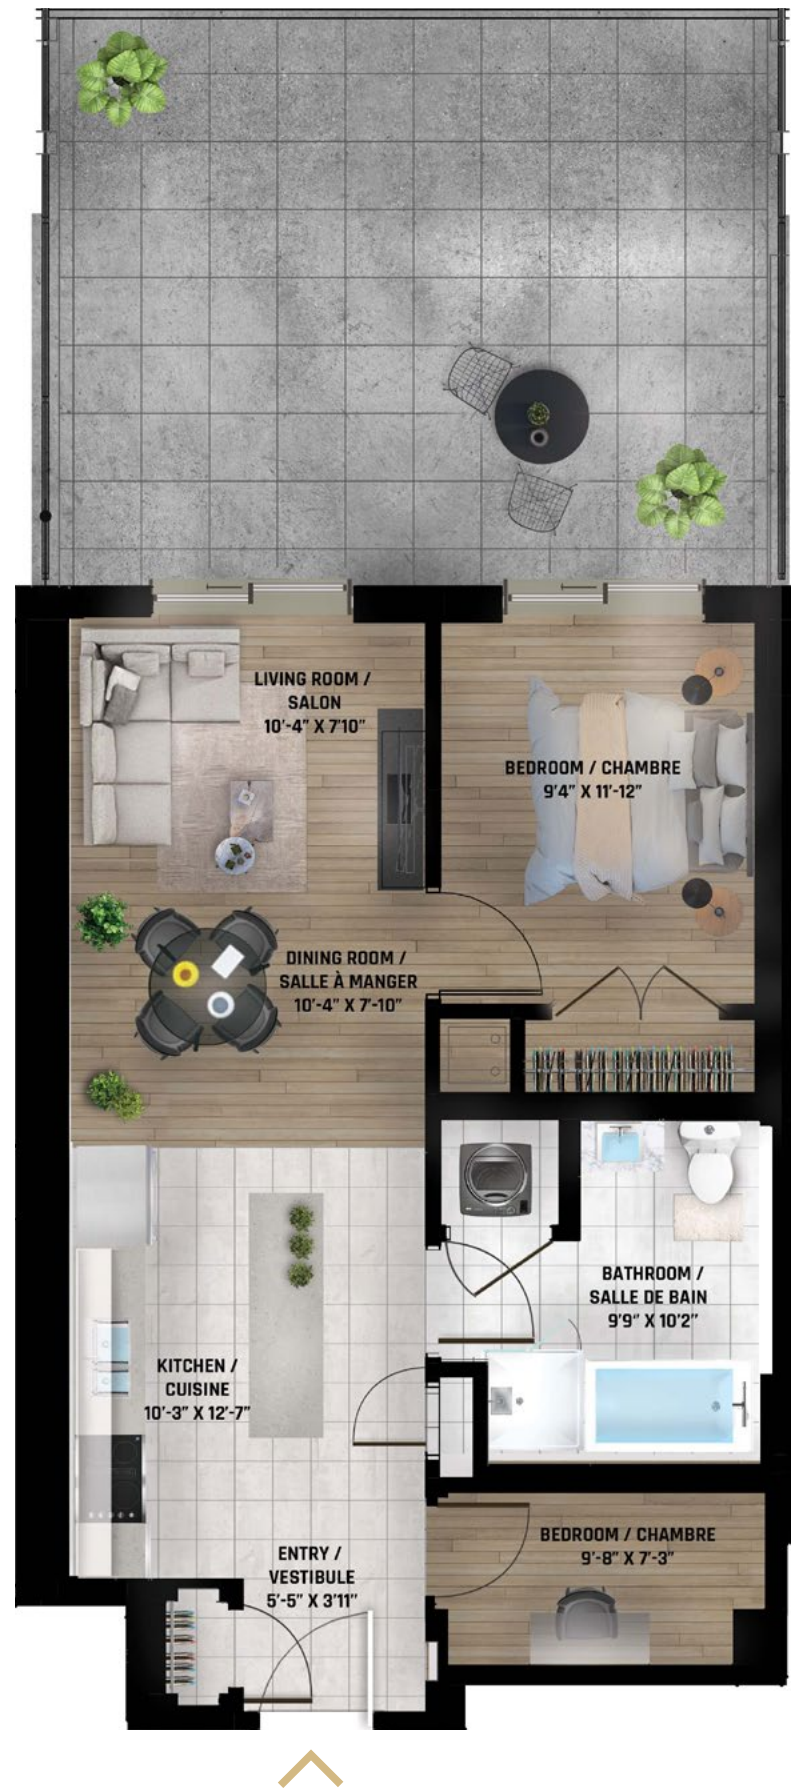 LIVING ROOM /
SALON
10'-4" X 7'10"
BEDROOM / CHAMBRE
9'4" X 11'-12"
DINING ROOM /
SALLE À MANGER
10'-4" X 7'-10"
BATHROOM /
SALLE DE BAIN
9'9" X 10'2"
KITCHEN /
CUISINE
10'-3" X 12'-7"
BEDROOM / CHAMBRE
9'-8" X 7'-3"
ENTRY /
VESTIBULE
5'-5" X 3'11"